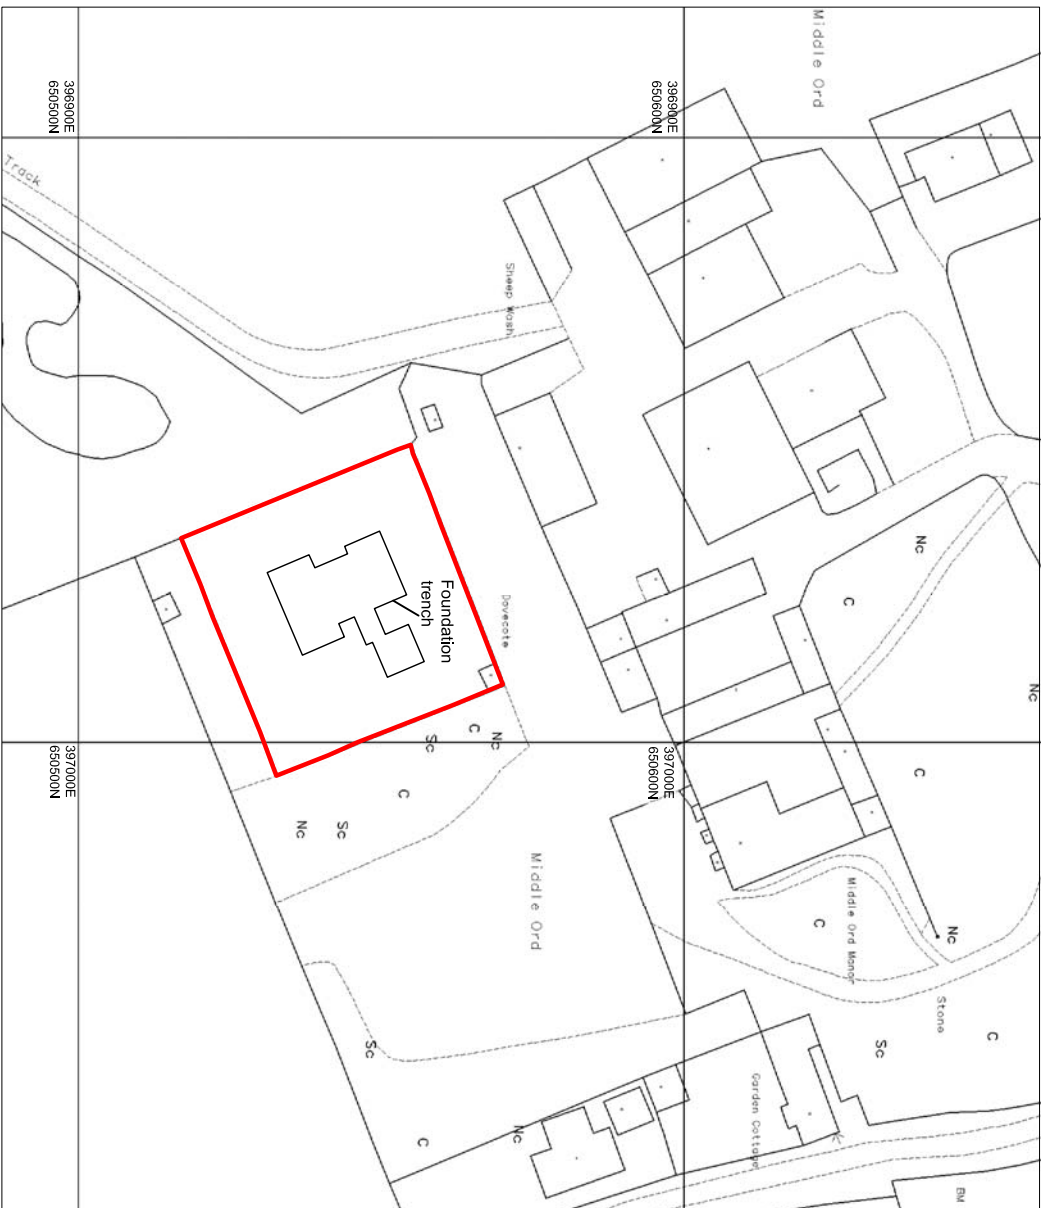 Middle Ord
396900E
650500N
396900E
650600N
Track
Sheep Wash
Nc
C
Nc
Foundation
trench
Dovecote
C
Nc
Sc
397000E
650500N
397000E
650600N
C
C
Nc
Sc
Middle Ord
Middle Ord Manor
C
Nc
Stone
C
Sc
Sc
Garden Cottage
Nc
C
BM